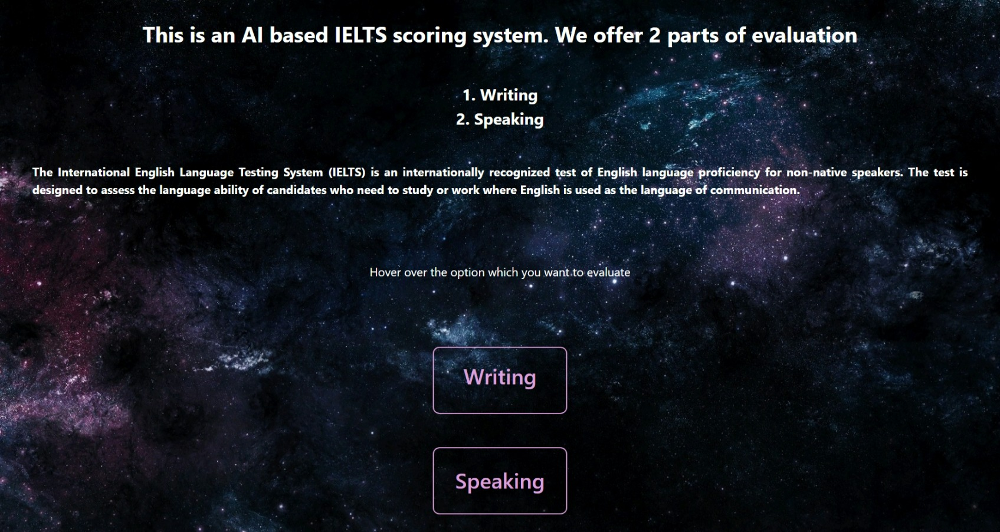 This is an AI based IELTS scoring system. We offer 2 parts of evaluation
1. Writing
2. Speaking
The International English Language Testing System (IELTS) is an internationally recognized test of English language proficiency for non-native speakers. The test is
designed to assess the language ability of candidates who need to study or work where English is used as the language of communication.
Hover over the option which you want to evaluate
Writing
Speaking